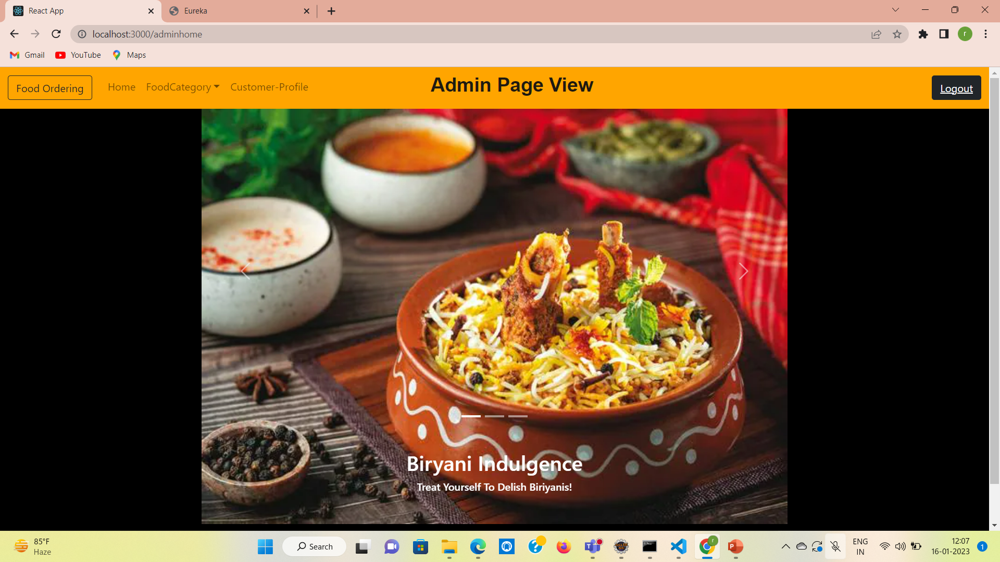 React App
Eureka
localhost:3000/adminhome
r
Gmail
YouTube
Maps
Food Ordering
Home
FoodCategory
Customer-Profile
Admin Page View
Logout
Biryani Indulgence
Treat Yourself To Delish Biriyanis!
85°F
Haze
Search
ENG
IN
12:07
16-01-2023
1